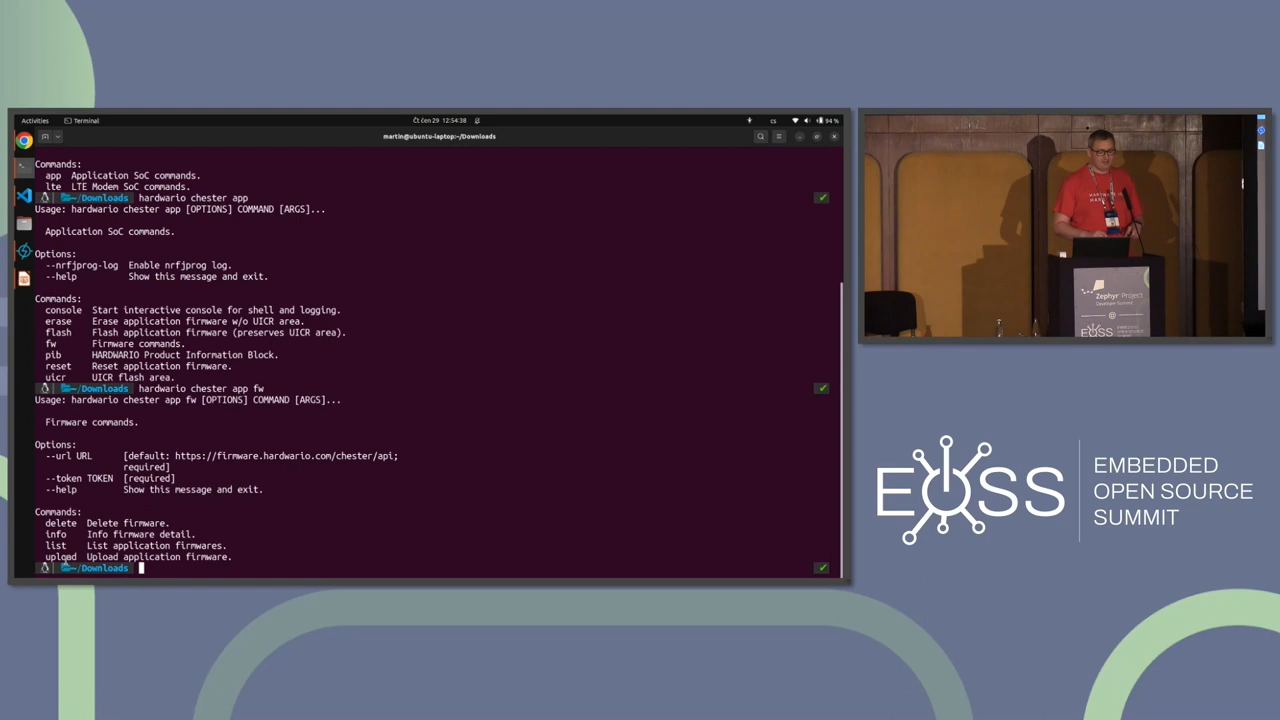 Activities
Terminal
Čt čen 29 12:54:38
cs
94 %
martin@ubuntu-laptop:~/Downloads
Commands:
app Application SoC commands.
lte LTE Modem SoC commands.
~/Downloads hardwario chester app
Usage: hardwario chester app [OPTIONS] COMMAND [ARGS]...
Application SoC commands.
Options:
--nrfjprog-log Enable nrfjprog log.
--help Show this message and exit.
Commands:
console Start interactive console for shell and logging.
erase Erase application firmware w/o UICR area.
flash Flash application firmware (preserves UICR area).
fw Firmware commands.
pib HARDWARIO Product Information Block.
reset Reset application firmware.
uicr UICR flash area.
~/Downloads hardwario chester app fw
Usage: hardwario chester app fw [OPTIONS] COMMAND [ARGS]...
Firmware commands.
Options:
--url URL [default: https://firmware.hardwario.com/chester/api;
required]
--token TOKEN [required]
--help Show this message and exit.
Commands:
delete Delete firmware.
info Info firmware detail.
list List application firmwares.
upload Upload application firmware.
~/Downloads
Zephyr Project
Developer Summit
@
EOSS
EOSS
EMBEDDED
OPEN SOURCE
SUMMIT